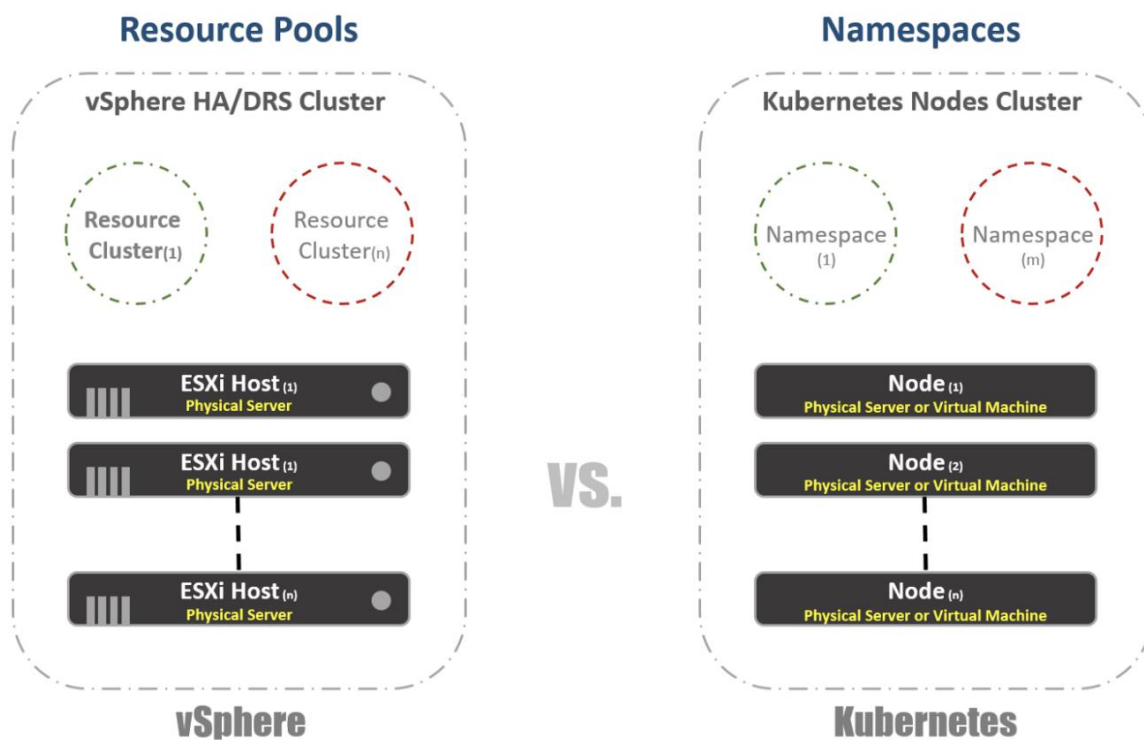 Resource Pools
vSphere HA/DRS Cluster
Resource
Cluster(1)
Resource
Cluster(n)
ESXi Host (1)
Physical Server
ESXi Host (1)
Physical Server
ESXi Host (n)
Physical Server
vSphere
VS.
Namespaces
Kubernetes Nodes Cluster
Namespace
(1)
Namespace
(m)
Node (1)
Physical Server or Virtual Machine
Node (2)
Physical Server or Virtual Machine
Node (n)
Physical Server or Virtual Machine
Kubernetes